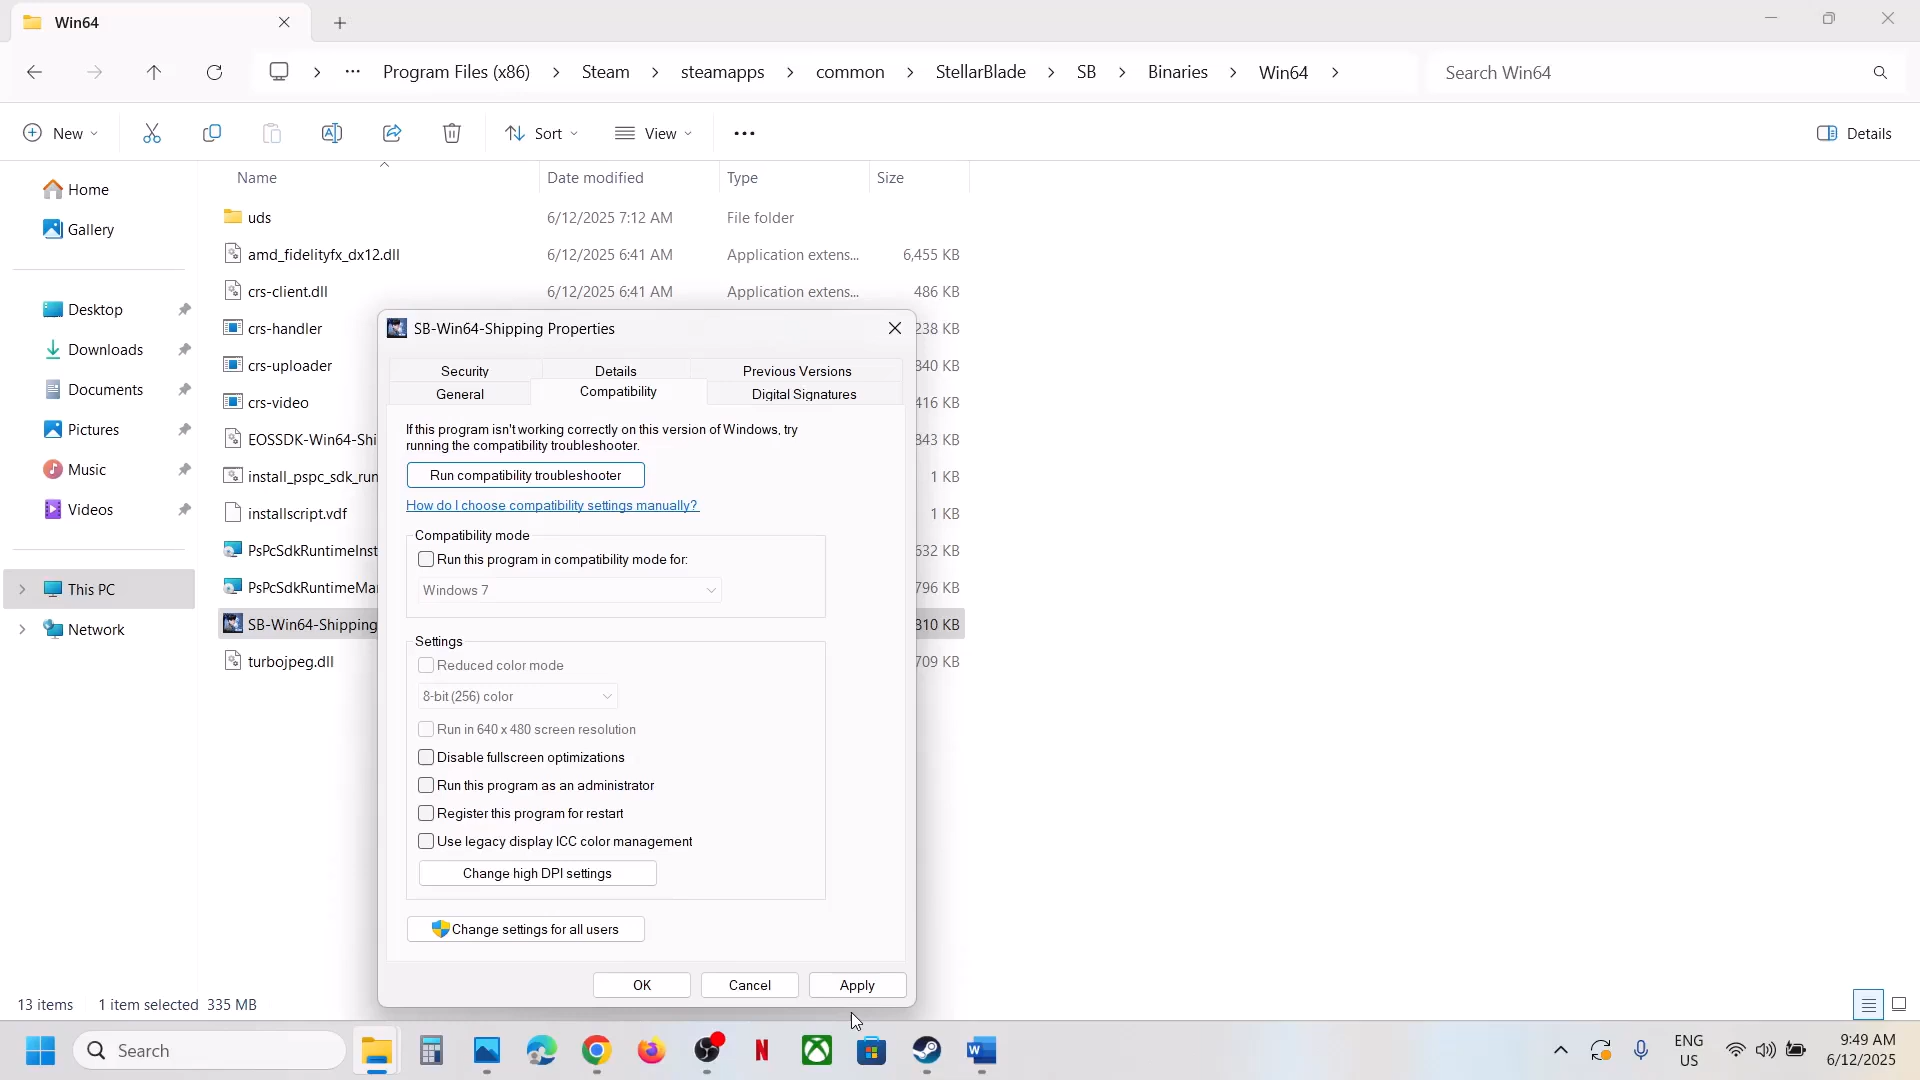 Win64
Program Files (x86) Steam steamapps common StellarBlade SB Binaries Win64
Search Win64
New
Sort
View
Details
Name Date modified Type Size
Home
Gallery
Desktop
Downloads
Documents
Pictures
Music
Videos
This PC
Network
uds 6/12/2025 7:12 AM File folder
amd_fidelityfx_dx12.dll 6/12/2025 6:41 AM Application extens... 6,455 KB
crs-client.dll 6/12/2025 6:41 AM Application extens... 486 KB
crs-handler 238 KB
crs-uploader 840 KB
crs-video 416 KB
EOSSDK-Win64-Shi 843 KB
install_pspc_sdk_run 1 KB
installscript.vdf 1 KB
PsPcSdkRuntimeInst 632 KB
PsPcSdkRuntimeMa 796 KB
SB-Win64-Shipping 810 KB
turbojpeg.dll 709 KB
SB-Win64-Shipping Properties
Security Details Previous Versions
General Compatibility Digital Signatures
If this program isn't working correctly on this version of Windows, try
running the compatibility troubleshooter.
Run compatibility troubleshooter
How do I choose compatibility settings manually?
Compatibility mode
Run this program in compatibility mode for:
Windows 7
Settings
Reduced color mode
8-bit (256) color
Run in 640 x 480 screen resolution
Disable fullscreen optimizations
Run this program as an administrator
Register this program for restart
Use legacy display ICC color management
Change high DPI settings
Change settings for all users
OK Cancel Apply
13 items 1 item selected 335 MB
Search
ENG
US
9:49 AM
6/12/2025